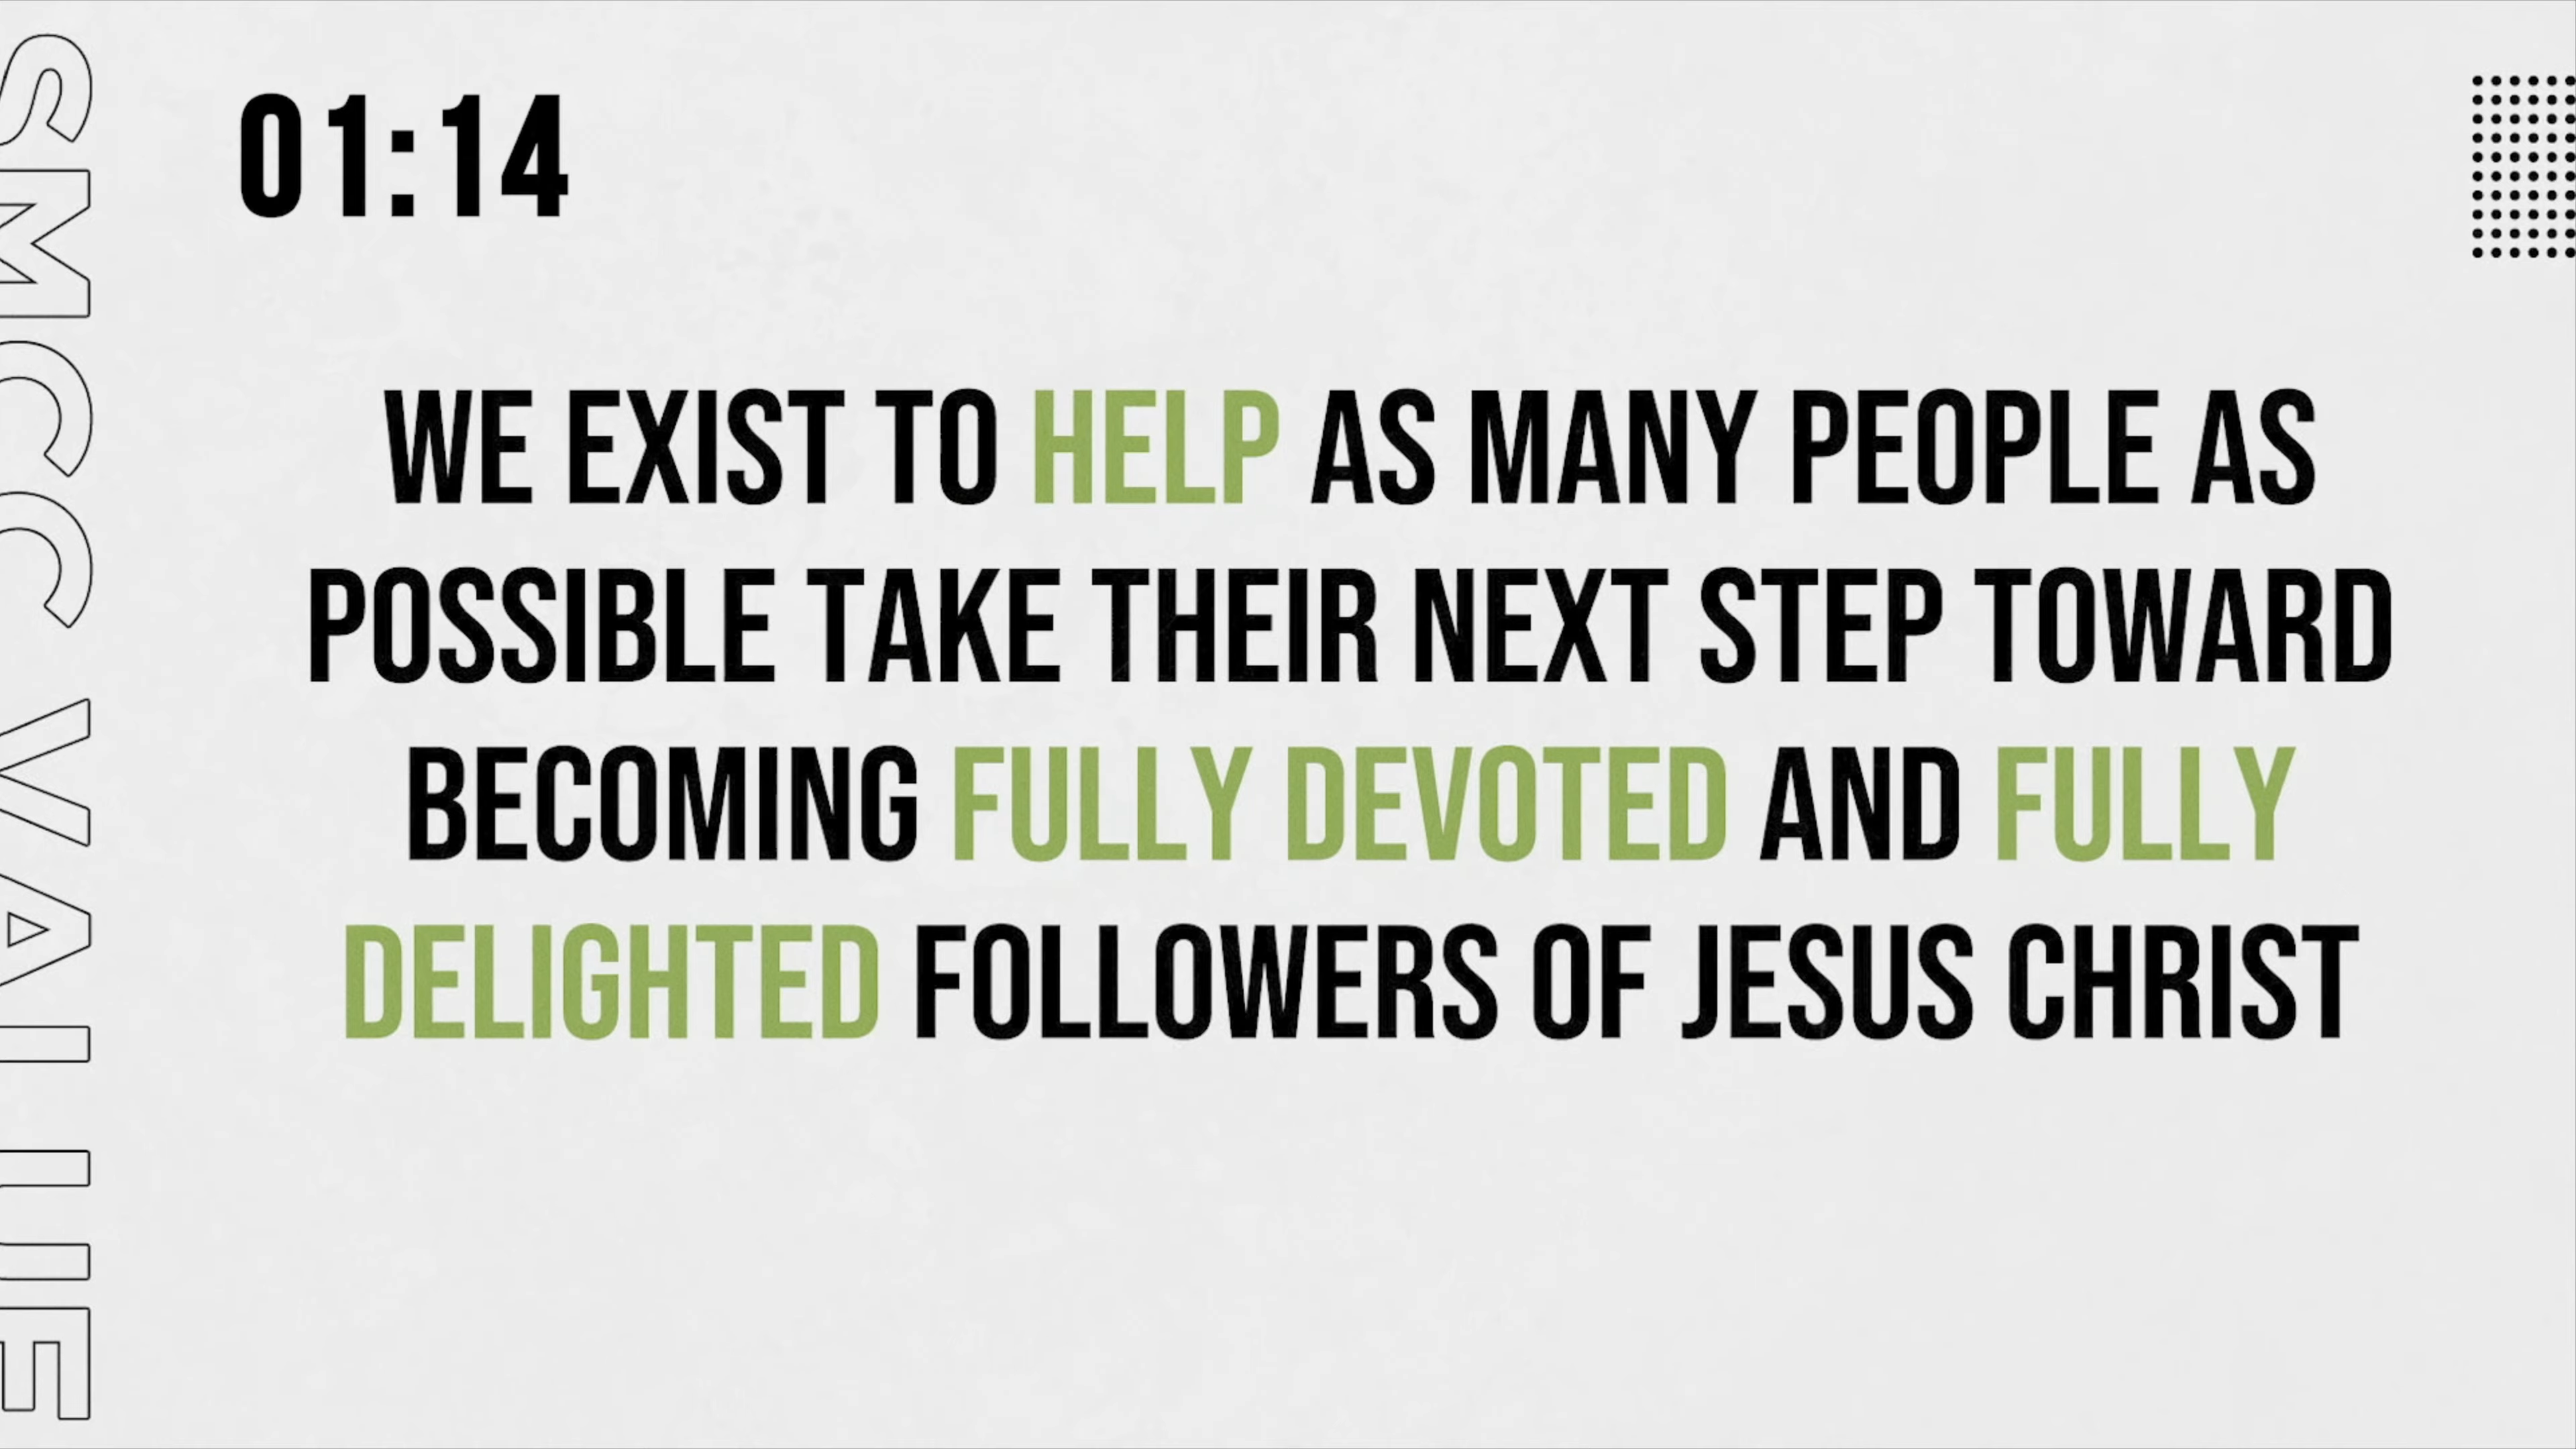 01:14
SMCC VALUE
WE EXIST TO HELP AS MANY PEOPLE AS
POSSIBLE TAKE THEIR NEXT STEP TOWARD
BECOMING FULLY DEVOTED AND FULLY
DELIGHTED FOLLOWERS OF JESUS CHRIST